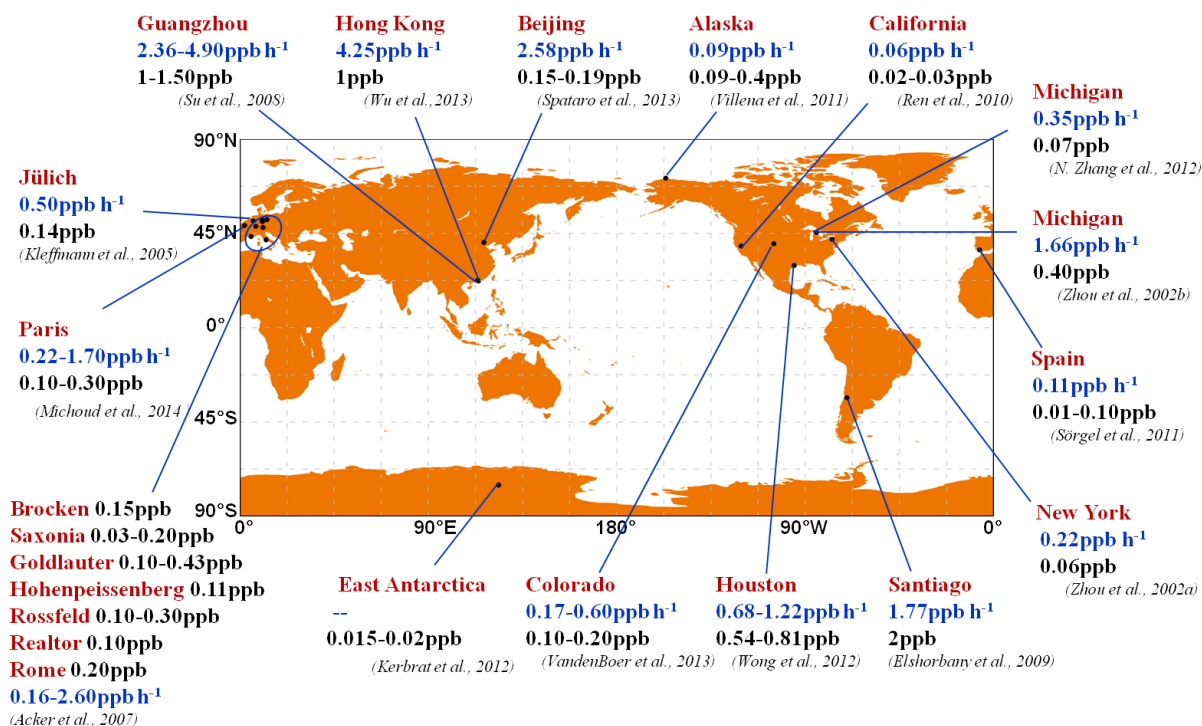 Guangzhou
2.36-4.90ppb h⁻¹
1-1.50ppb
(Su et al., 2008)
Hong Kong
4.25ppb h⁻¹
1ppb
(Wu et al., 2013)
Beijing
2.58ppb h⁻¹
0.15-0.19ppb
(Spataro et al., 2013)
Alaska
0.09ppb h⁻¹
0.09-0.4ppb
(Villena et al., 2011)
California
0.06ppb h⁻¹
0.02-0.03ppb
(Ren et al., 2010)
Michigan
0.35ppb h⁻¹
0.07ppb
(N. Zhang et al., 2012)
Jülich
0.50ppb h⁻¹
0.14ppb
(Kleffmann et al., 2005)
Michigan
1.66ppb h⁻¹
0.40ppb
(Zhou et al., 2002b)
Paris
0.22-1.70ppb h⁻¹
0.10-0.30ppb
(Michoud et al., 2014
Spain
0.11ppb h⁻¹
0.01-0.10ppb
(Sörgel et al., 2011)
90°N
45°N
0°
45°S
90°S
0°
90°E
180°
90°W
0°
Brocken 0.15ppb
Saxonia 0.03-0.20ppb
Goldlauter 0.10-0.43ppb
Hohenpeissenberg 0.11ppb
Rossfeld 0.10-0.30ppb
Realtor 0.10ppb
Rome 0.20ppb
0.16-2.60ppb h⁻¹
(Acker et al., 2007)
East Antarctica
--
0.015-0.02ppb
(Kerbrat et al., 2012)
Colorado
0.17-0.60ppb h⁻¹
0.10-0.20ppb
(VandenBoer et al., 2013)
Houston
0.68-1.22ppb h⁻¹
0.54-0.81ppb
(Wong et al., 2012)
Santiago
1.77ppb h⁻¹
2ppb
(Elshorbany et al., 2009)
New York
0.22ppb h⁻¹
0.06ppb
(Zhou et al., 2002a)